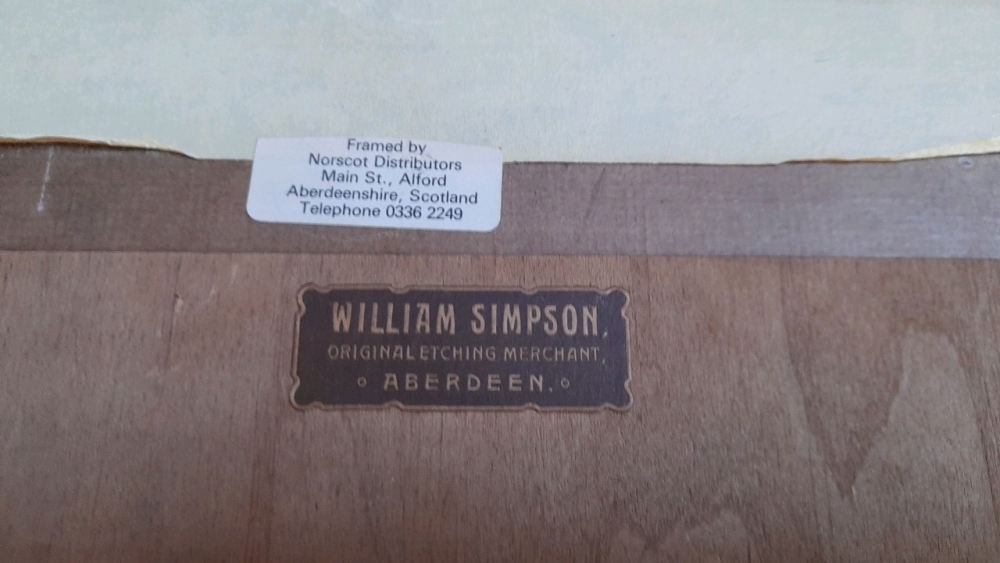 Framed by
Norscot Distributors
Main St., Alford
Aberdeenshire, Scotland
Telephone 0336 2249
WILLIAM SIMPSON,
ORIGINAL ETCHING MERCHANT,
ABERDEEN.